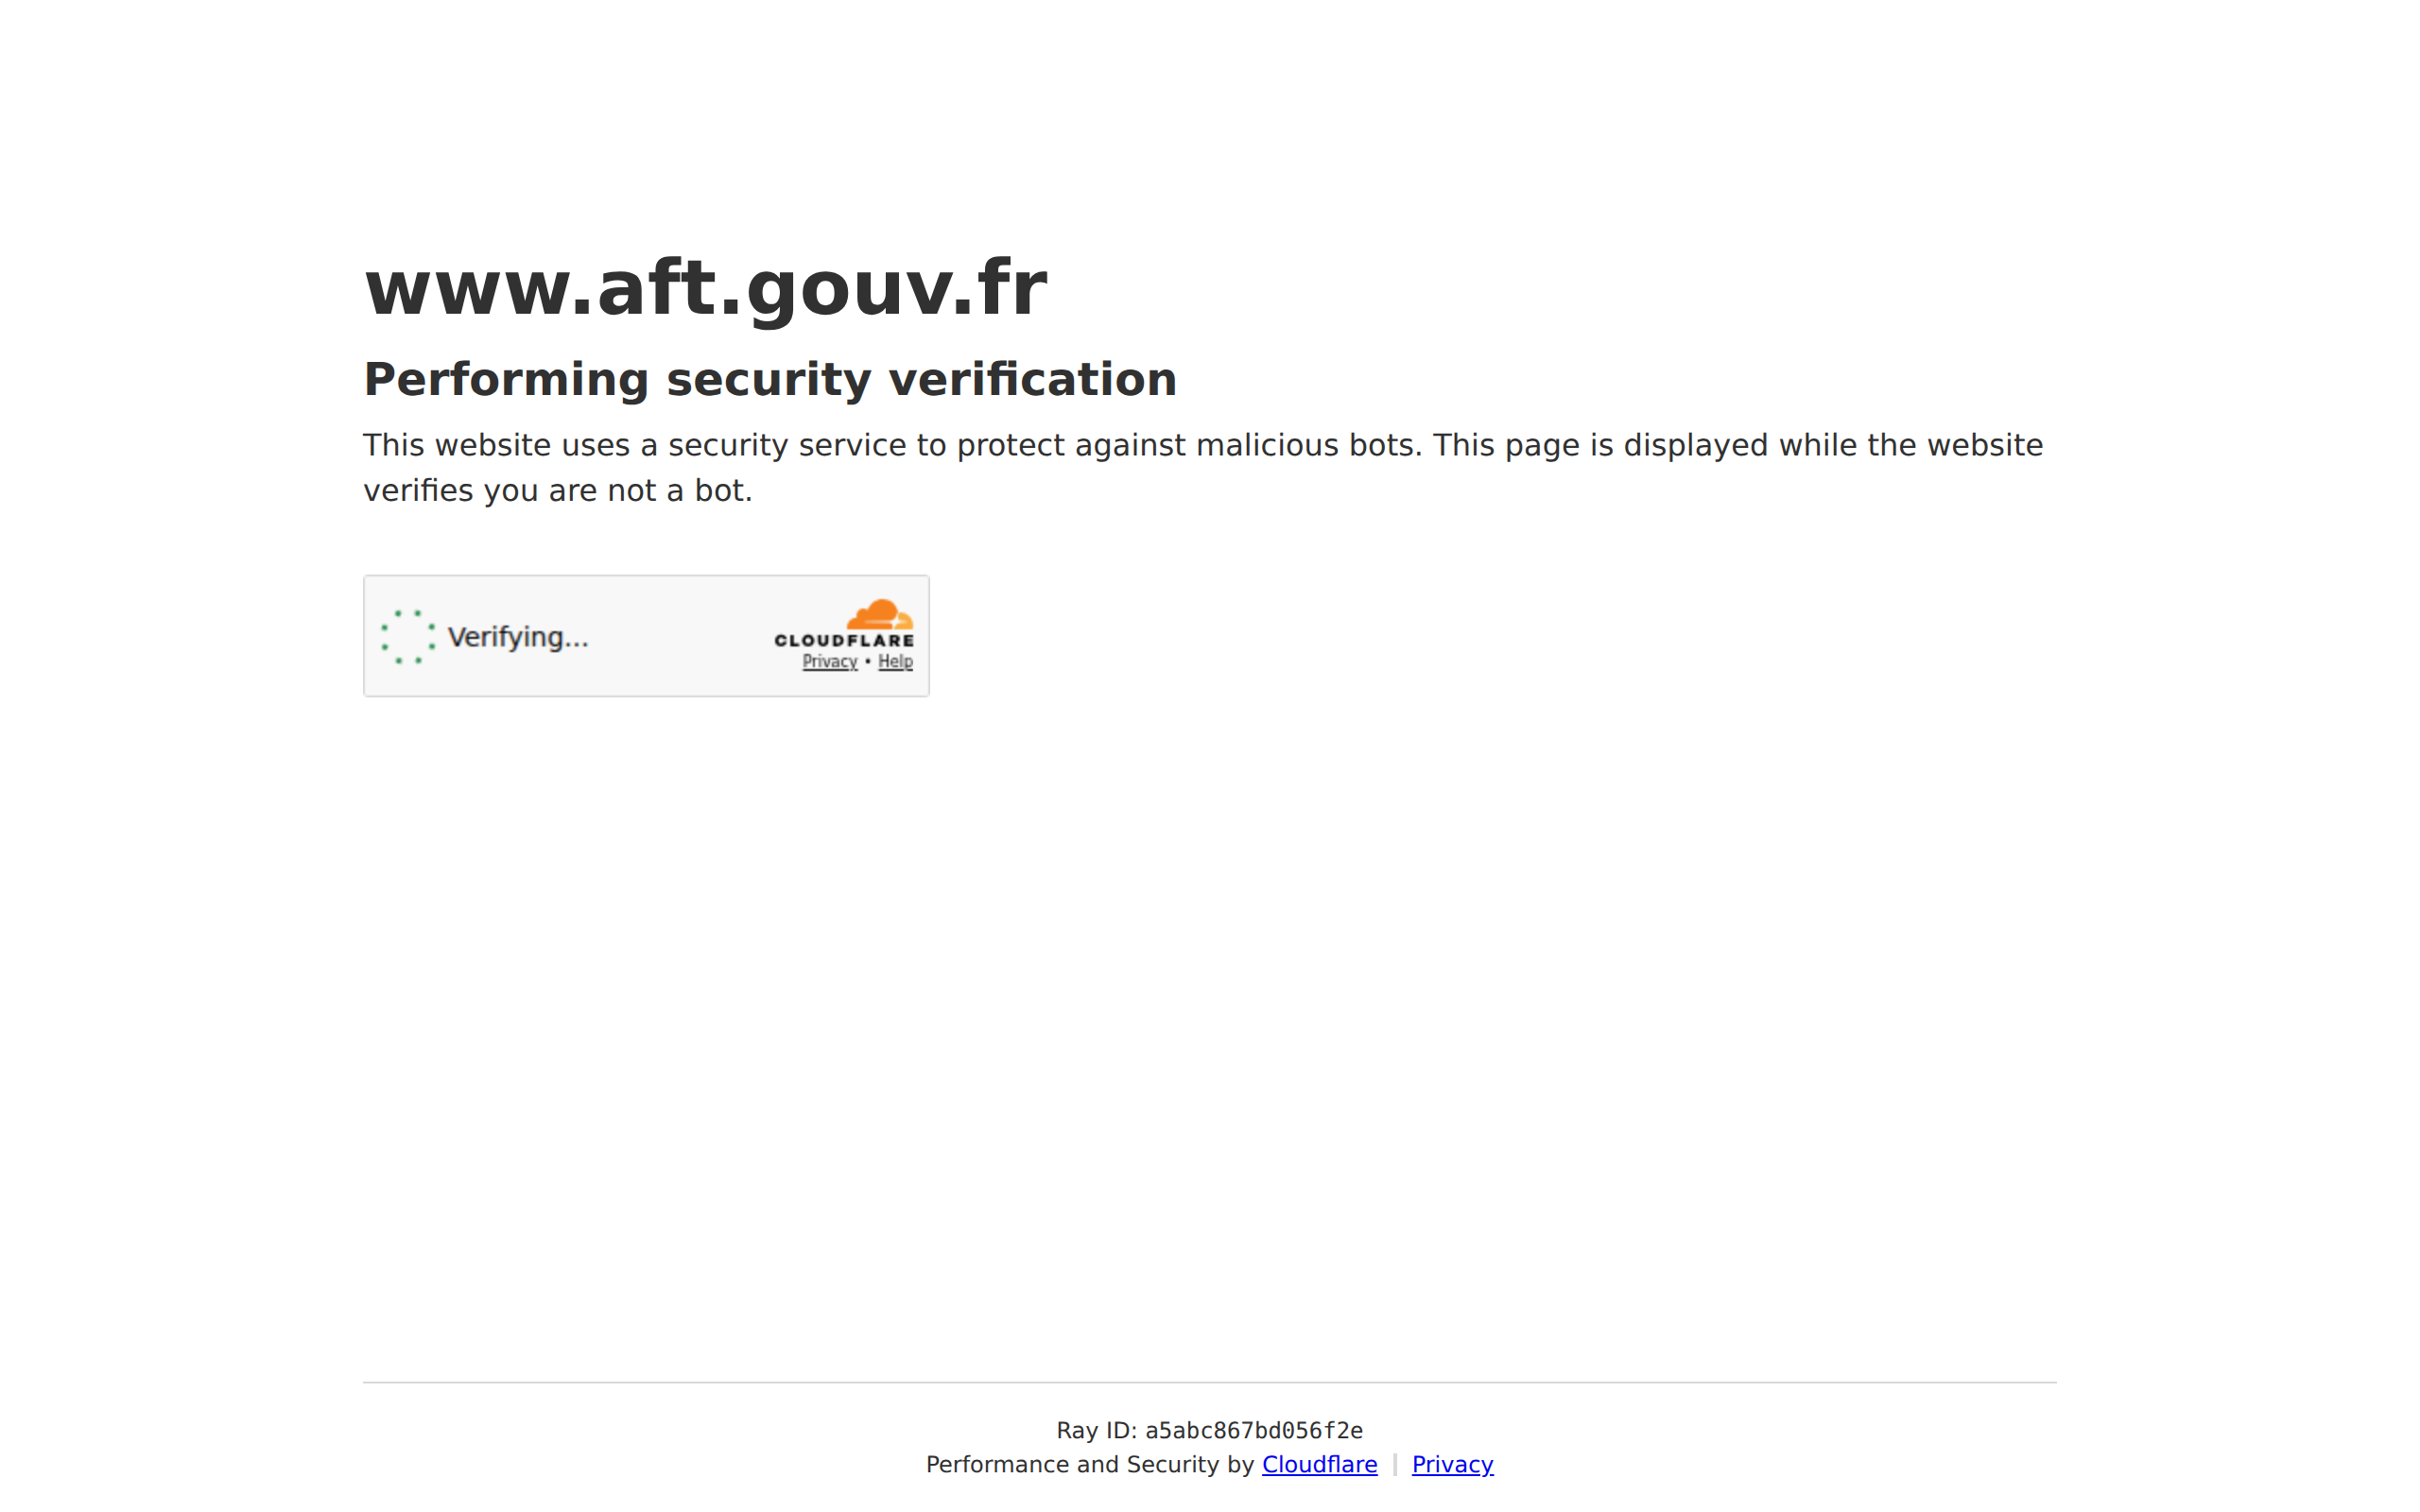 www.aft.gouv.fr
Performing security verification
This website uses a security service to protect against malicious bots. This page is displayed while the website
verifies you are not a bot.
Verifying...
CLOUDFLARE
Privacy • Help
Ray ID: a5abc867bd056f2e
Performance and Security by Cloudflare | Privacy